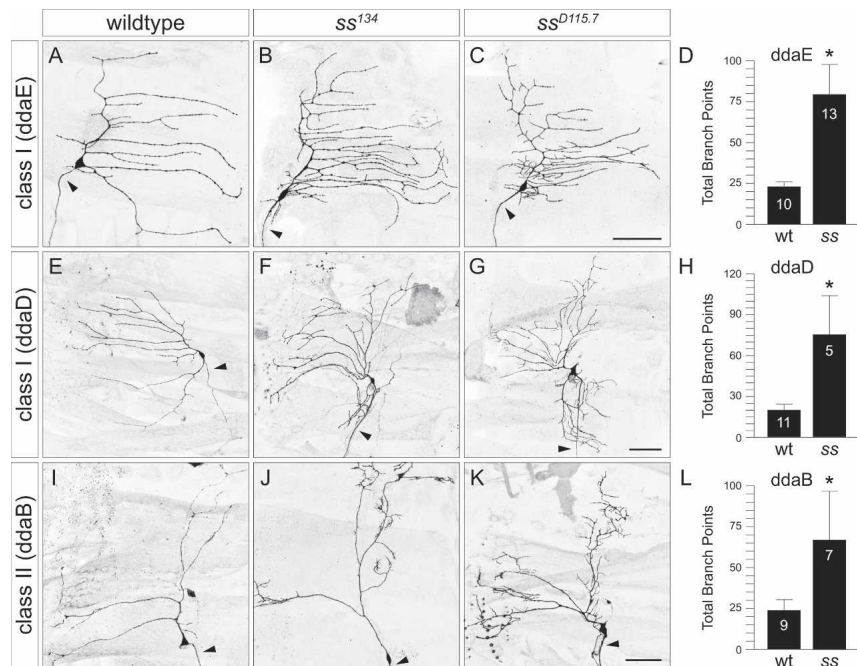 wildtype
ss134
ssD115.7
class I (ddaE)
A
B
C
D
ddaE
Total Branch Points
100
75
50
25
0
*
10
13
wt
ss
class I (ddaD)
E
F
G
H
ddaD
Total Branch Points
120
90
60
30
0
*
11
5
wt
ss
class II (ddaB)
I
J
K
L
ddaB
Total Branch Points
100
75
50
25
0
*
9
7
wt
ss